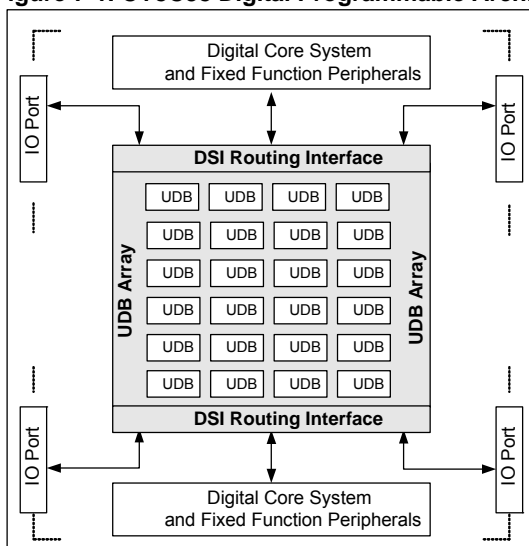 Digital Core System
and Fixed Function Peripherals
IO Port
IO Port
DSI Routing Interface
UDB Array
UDB Array
UDB UDB UDB UDB
UDB UDB UDB UDB
UDB UDB UDB UDB
UDB UDB UDB UDB
UDB UDB UDB UDB
UDB UDB UDB UDB
DSI Routing Interface
IO Port
IO Port
Digital Core System
and Fixed Function Peripherals